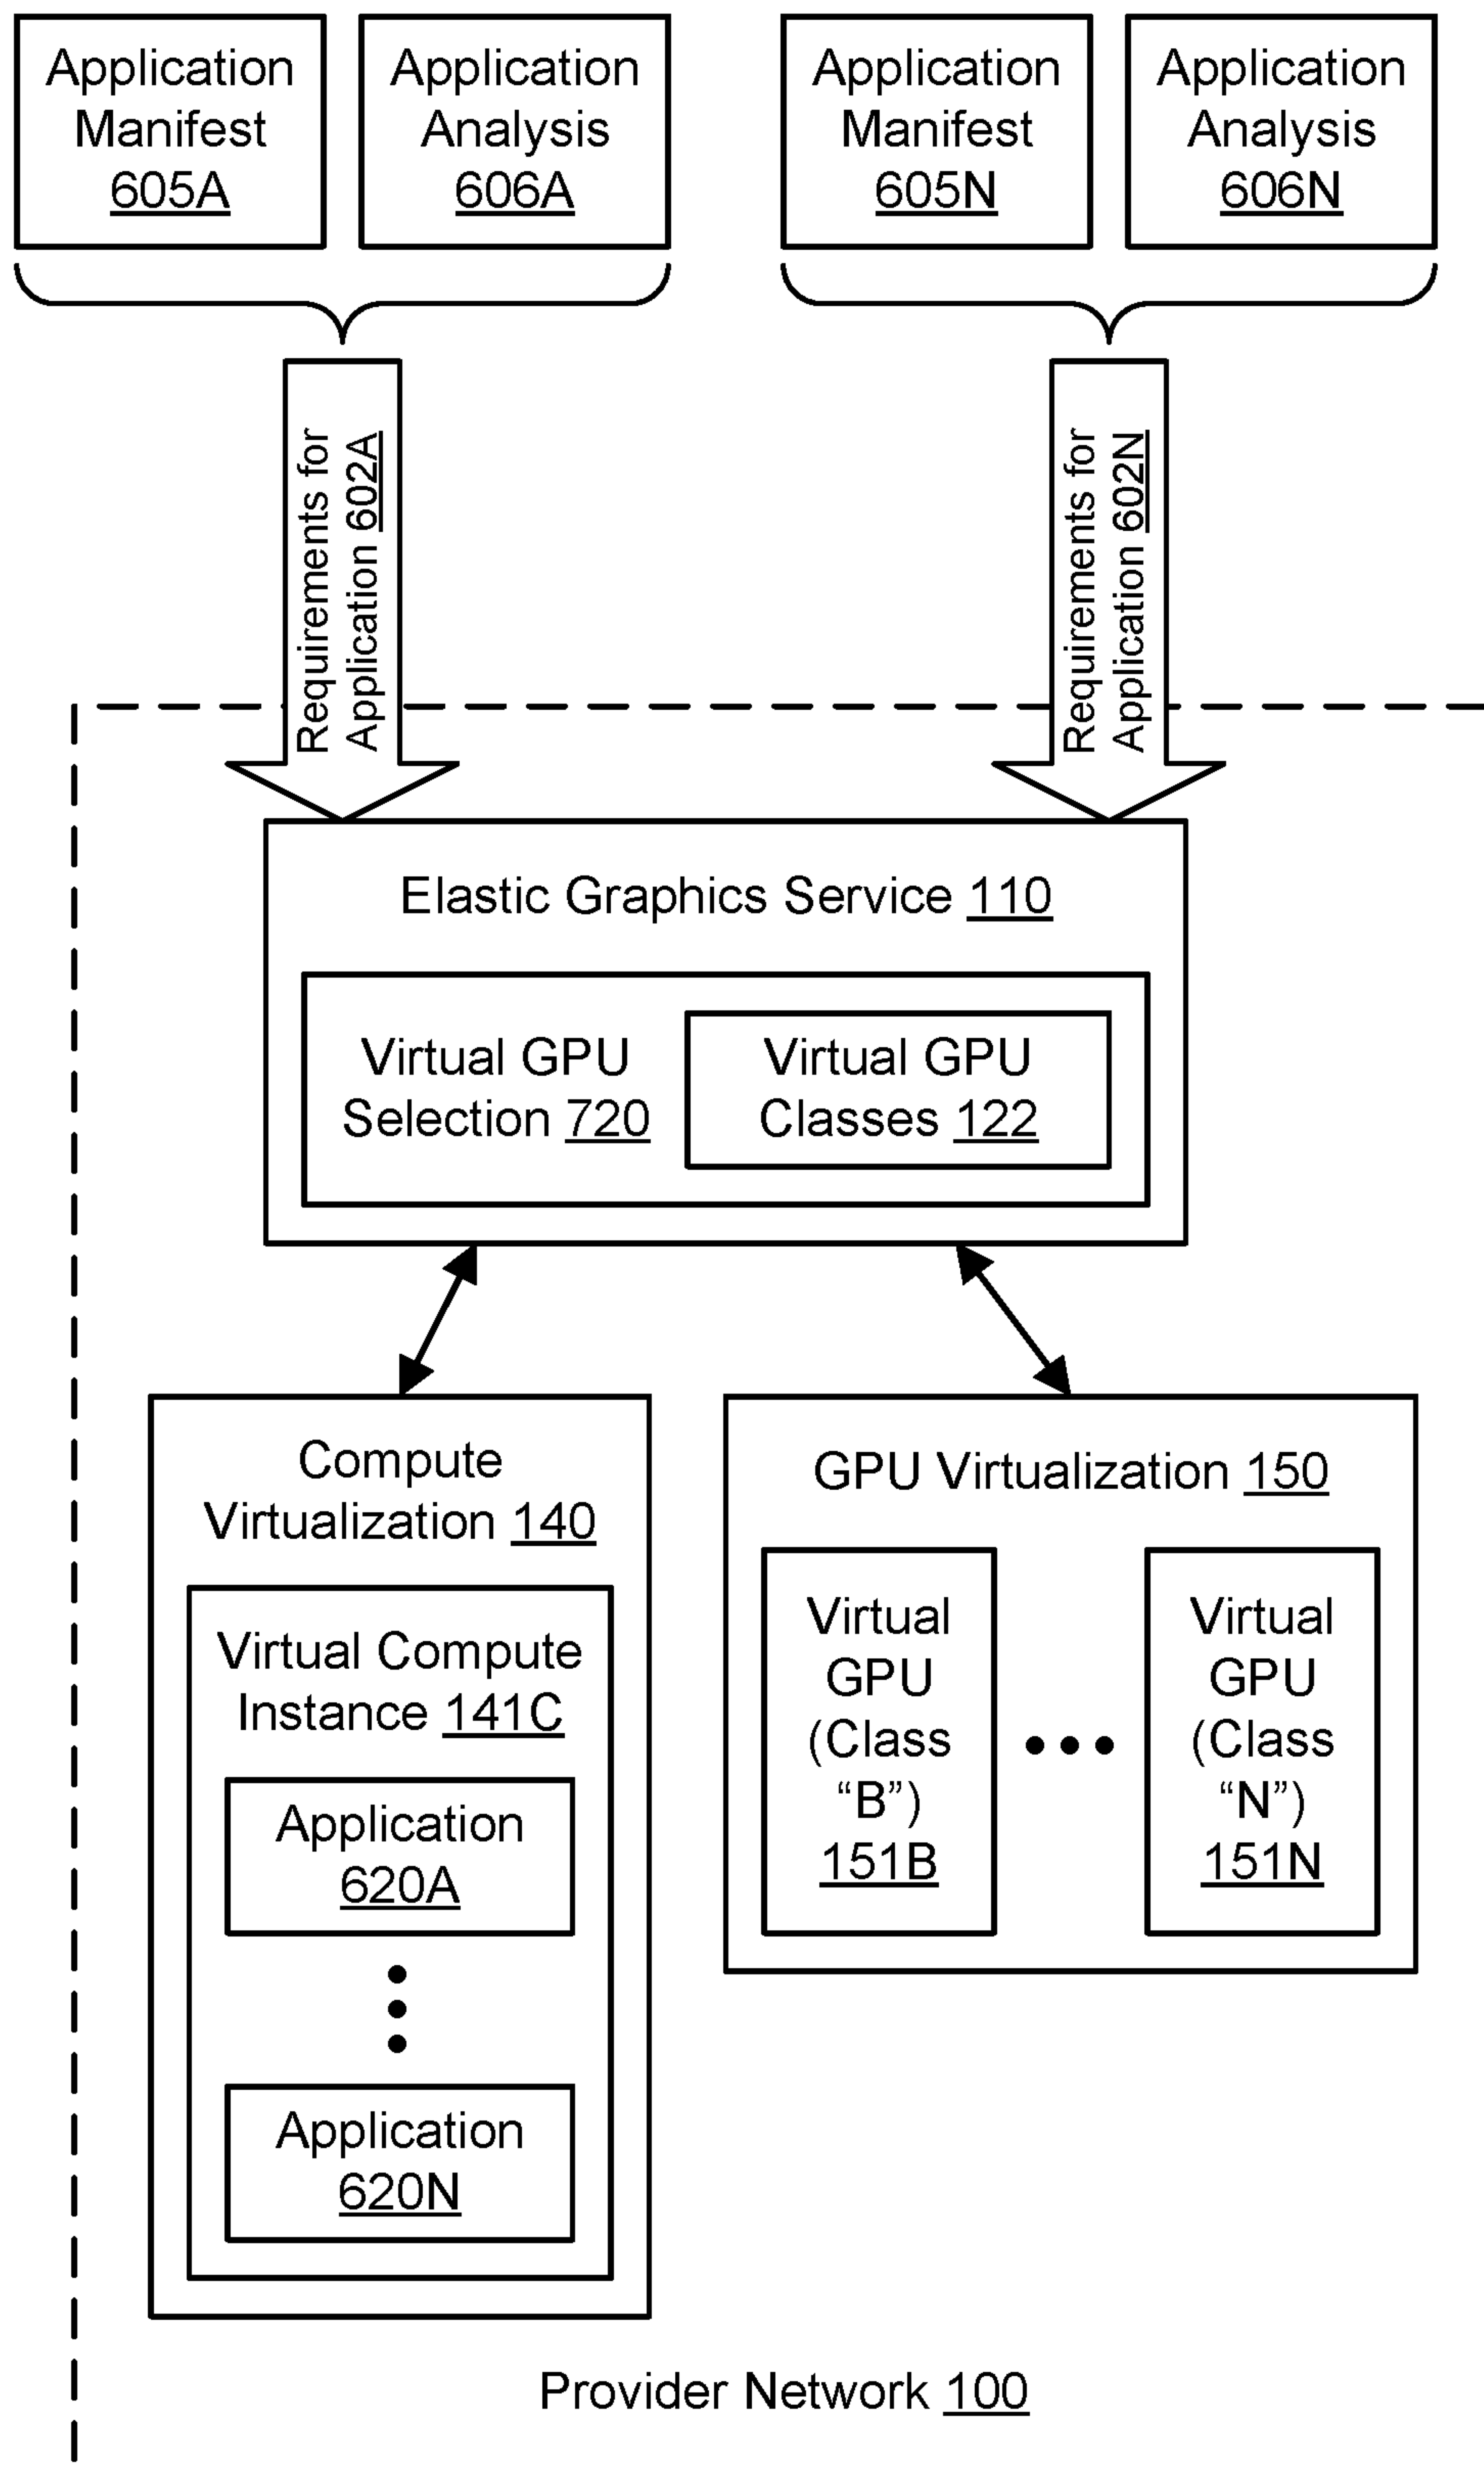 Application
Manifest
605A
Application
Analysis
606A
Application
Manifest
605N
Application
Analysis
606N
Requirements for
Application 602A
Requirements for
Application 602N
Elastic Graphics Service 110
Virtual GPU
Selection 720
Virtual GPU
Classes 122
Compute
Virtualization 140
Virtual Compute
Instance 141C
Application
620A
Application
620N
GPU Virtualization 150
Virtual
GPU
(Class
“B”)
151B
Virtual
GPU
(Class
“N”)
151N
Provider Network 100